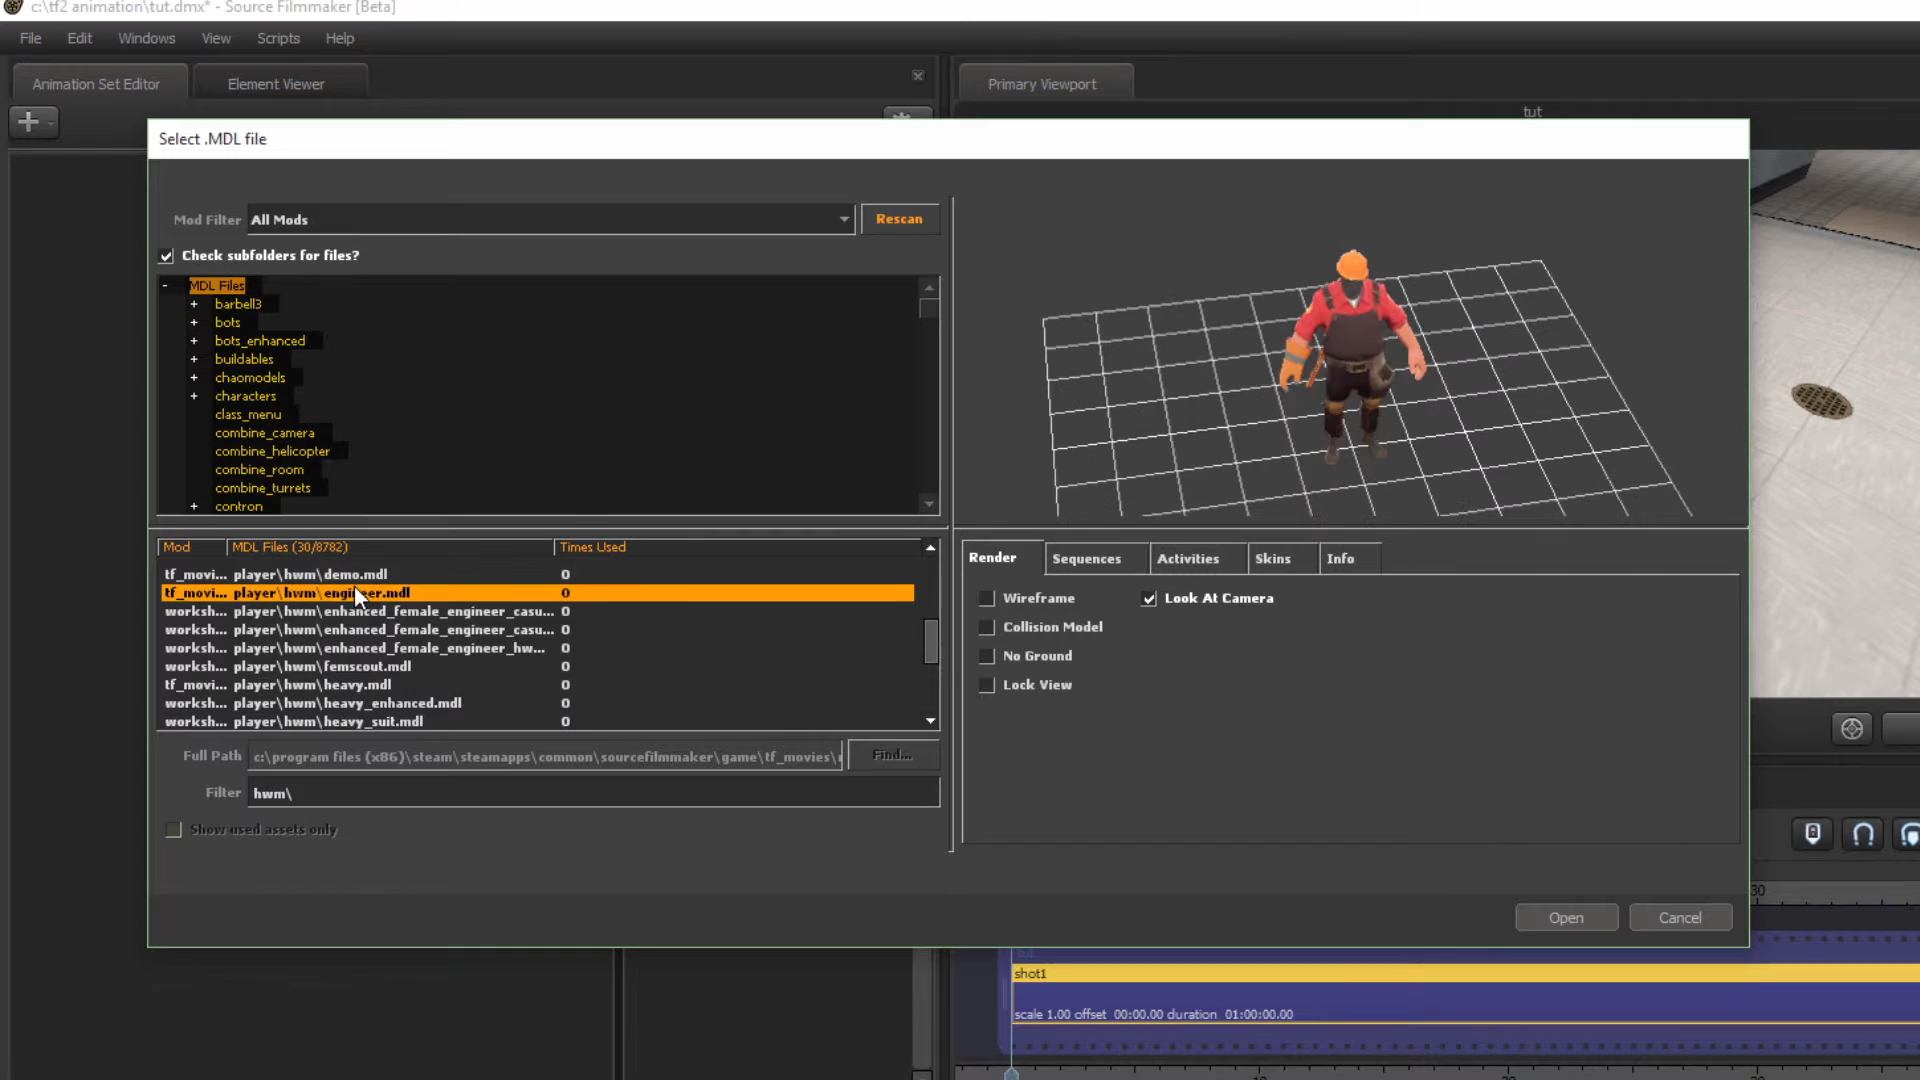 c:\tf2 animation\tut.dmx* - Source Filmmaker [Beta]
File Edit Windows View Scripts Help
Animation Set Editor Element Viewer Primary Viewport
tut
Select .MDL file
Mod Filter All Mods Rescan
Check subfolders for files?
- MDL Files
+ barbell3
+ bots
+ bots_enhanced
+ buildables
+ chaomodels
+ characters
class_menu
combine_camera
combine_helicopter
combine_room
combine_turrets
+ contron
Mod MDL Files (30/8782) Times Used
tf_movi... player\hwm\demo.mdl 0
tf_movi... player\hwm\engineer.mdl 0
worksh... player\hwm\enhanced_female_engineer_casu... 0
worksh... player\hwm\enhanced_female_engineer_casu... 0
worksh... player\hwm\enhanced_female_engineer_hw... 0
worksh... player\hwm\femscout.mdl 0
tf_movi... player\hwm\heavy.mdl 0
worksh... player\hwm\heavy_enhanced.mdl 0
worksh... player\hwm\heavy_suit.mdl 0
Full Path c:\program files (x86)\steam\steamapps\common\sourcefilmmaker\game\tf_movies\ Find...
Filter hwm\
Show used assets only
Render Sequences Activities Skins Info
Wireframe Look At Camera
Collision Model
No Ground
Lock View
Open Cancel
30
shot1
scale 1.00 offset 00:00.00 duration 01:00:00.00